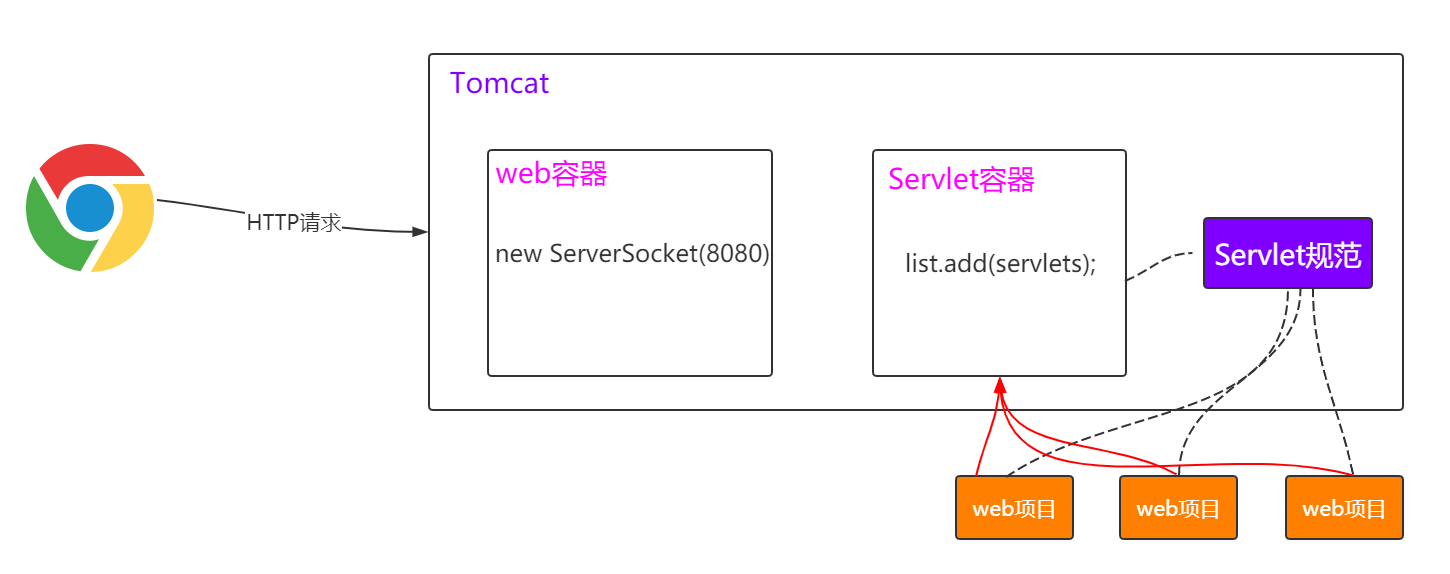 Tomcat
web容器
Servlet容器
HTTP请求
new ServerSocket(8080)
list.add(servlets);
Servlet规范
web项目
web项目
web项目